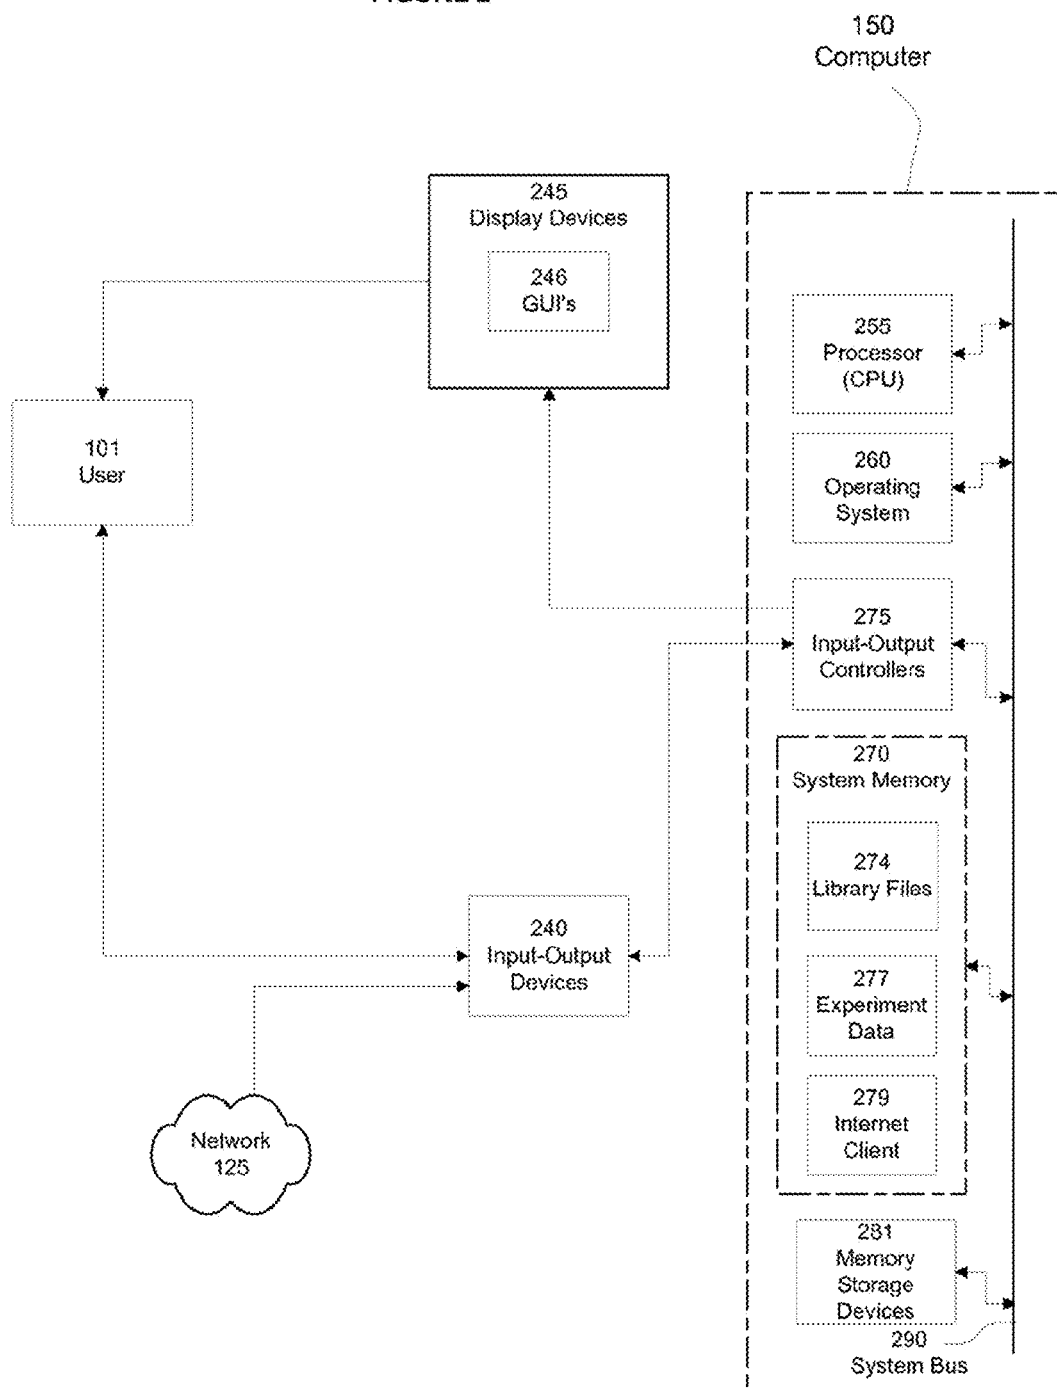 150
Computer
245
Display Devices
246
GUI's
255
Processor
(CPU)
101
User
260
Operating
System
275
Input-Output
Controllers
270
System Memory
274
Library Files
240
Input-Output
Devices
277
Experiment
Data
279
Internet
Client
Network
125
281
Memory
Storage
Devices
290
System Bus